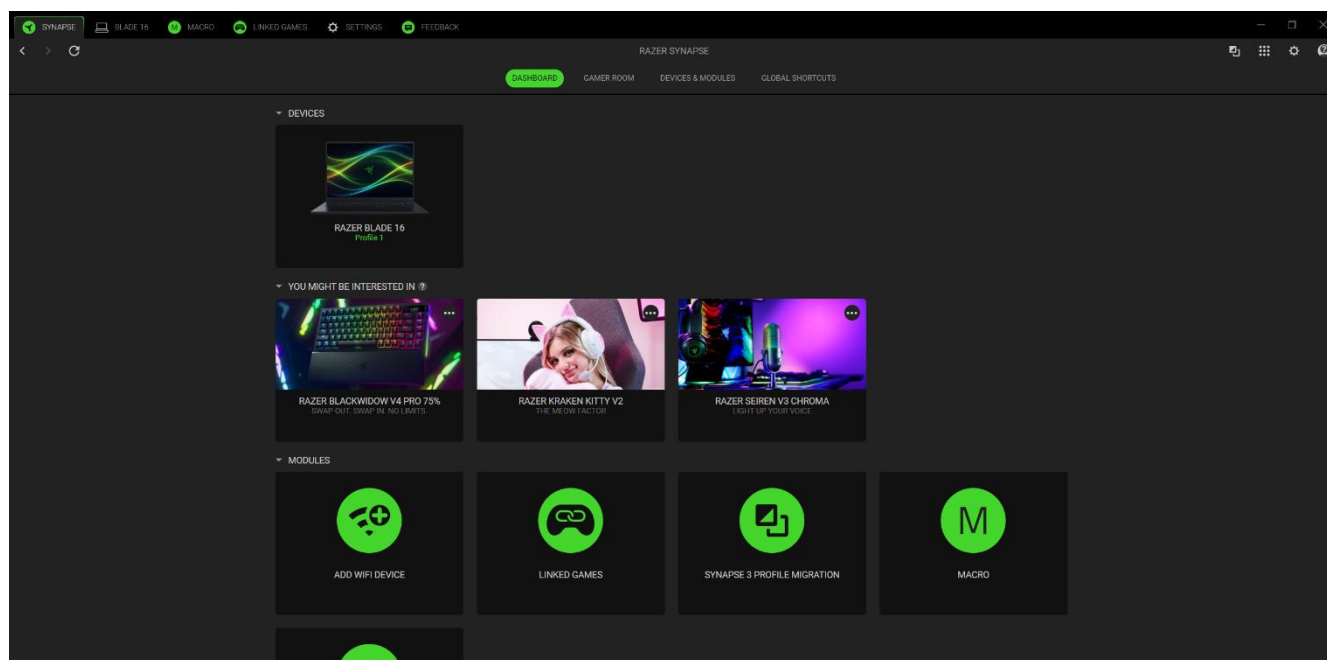 SYNAPSE BLADE 16 MACRO LINKED GAMES SETTINGS FEEDBACK
RAZER SYNAPSE
DASHBOARD GAMER ROOM DEVICES & MODULES GLOBAL SHORTCUTS
DEVICES
RAZER BLADE 16
Profile 1
YOU MIGHT BE INTERESTED IN ?
RAZER BLACKWIDOW V4 PRO 75% RAZER KRAKEN KITTY V2 RAZER SEIREN V3 CHROMA
SWAP OUT. SWAP IN. NO LIMITS. THE MEOW FACTOR LIGHT UP YOUR VOICE
MODULES
M
ADD WIFI DEVICE LINKED GAMES SYNAPSE 3 PROFILE MIGRATION MACRO